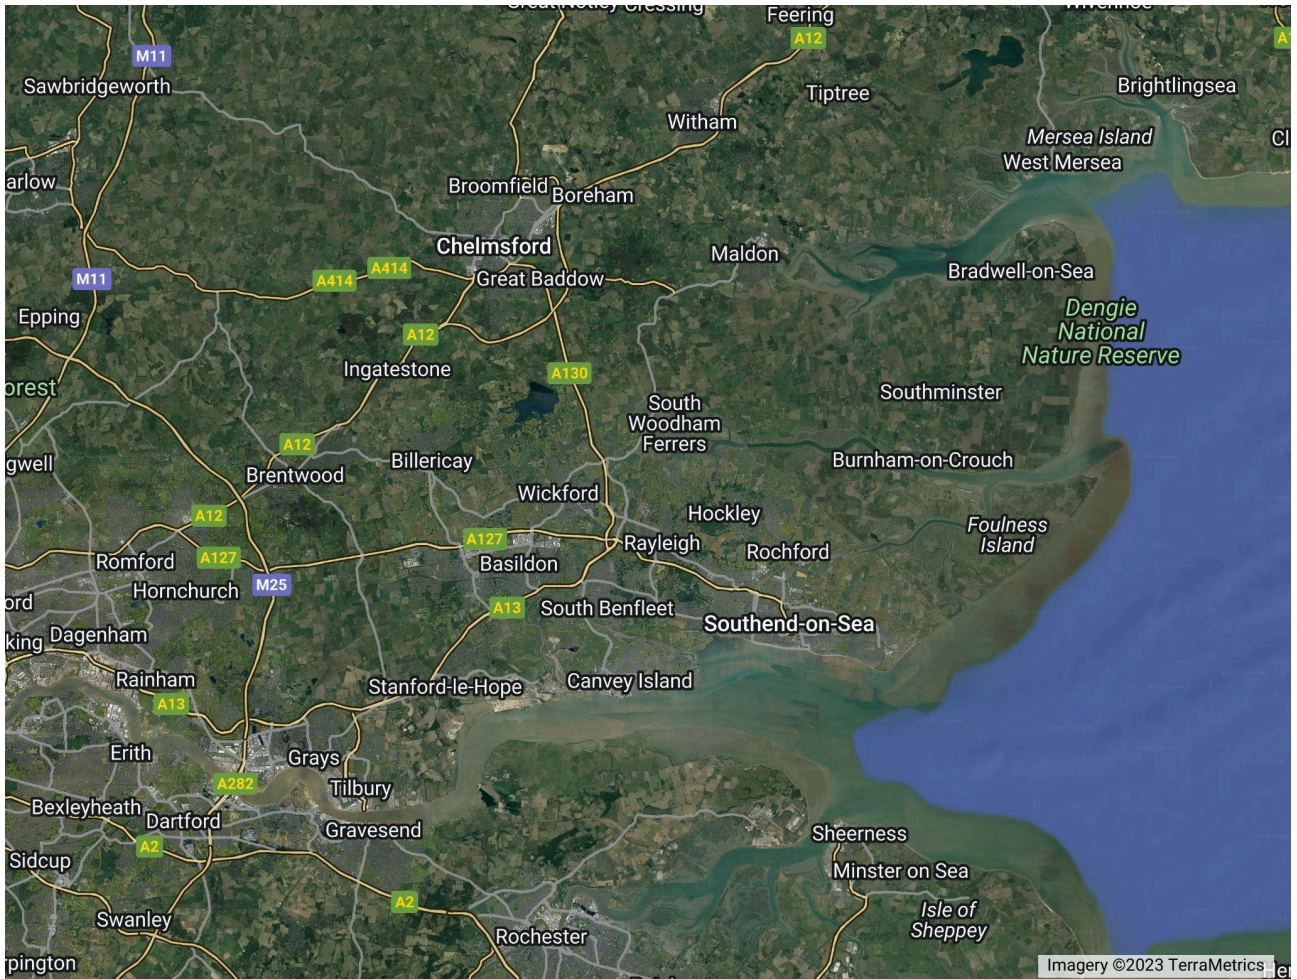 Feering
A12
M11
Sawbridgeworth
Tiptree
Brightlingsea
Witham
Mersea Island
West Mersea
Broomfield
Boreham
Chelmsford
Maldon
A414
A414
Great Baddow
M11
Bradwell-on-Sea
Epping
Dengie
National
Nature Reserve
A12
Ingatestone
A130
Southminster
South
Woodham
Ferrers
A12
Brentwood
Billericay
Burnham-on-Crouch
Wickford
A12
Hockley
Foulness
Island
A127
Rayleigh
Rochford
Romford
A127
Basildon
Hornchurch
M25
A13
South Benfleet
Southend-on-Sea
Dagenham
Rainham
Stanford-le-Hope
Canvey Island
A13
Erith
Grays
A282
Tilbury
Bexleyheath
Dartford
Gravesend
Sheerness
A2
Sidcup
Minster on Sea
A2
Isle of
Sheppey
Swanley
Rochester
Imagery ©2023 TerraMetrics